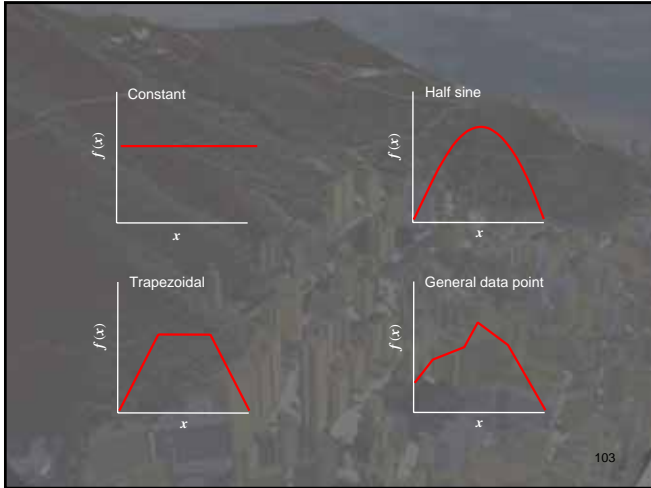 Constant
f(x)
x
Half sine
f(x)
x
Trapezoidal
f(x)
x
General data point
f(x)
x
103